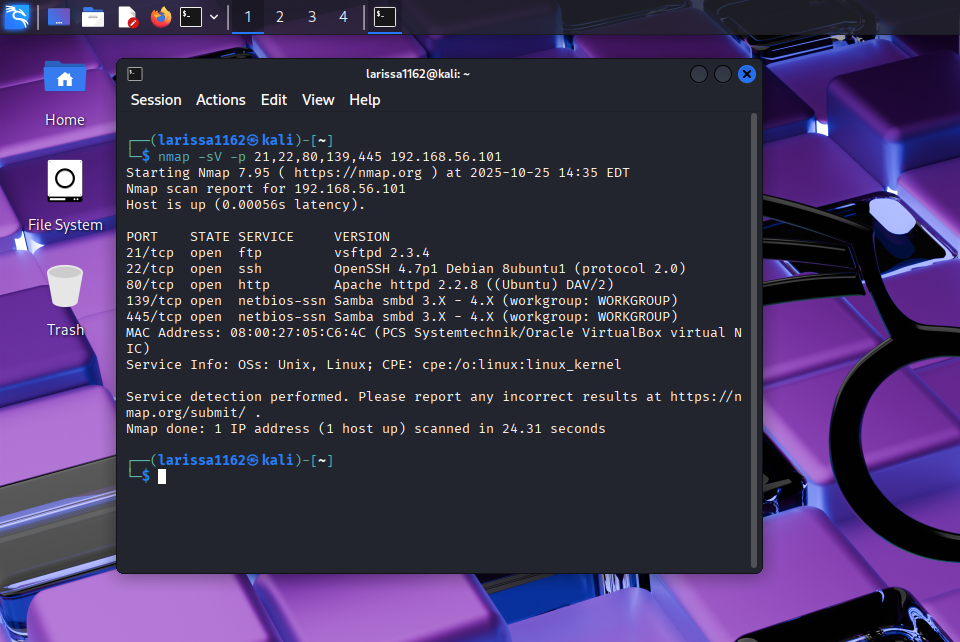 1 2 3 4
Home
File System
Trash
larissa1162@kali: ~
Session Actions Edit View Help
┌──(larissa1162㉿kali)-[~]
└─$ nmap -sV -p 21,22,80,139,445 192.168.56.101
Starting Nmap 7.95 ( https://nmap.org ) at 2025-10-25 14:35 EDT
Nmap scan report for 192.168.56.101
Host is up (0.00056s latency).
PORT    STATE SERVICE     VERSION
21/tcp  open  ftp         vsftpd 2.3.4
22/tcp  open  ssh         OpenSSH 4.7p1 Debian 8ubuntu1 (protocol 2.0)
80/tcp  open  http        Apache httpd 2.2.8 ((Ubuntu) DAV/2)
139/tcp open  netbios-ssn Samba smbd 3.X - 4.X (workgroup: WORKGROUP)
445/tcp open  netbios-ssn Samba smbd 3.X - 4.X (workgroup: WORKGROUP)
MAC Address: 08:00:27:05:C6:4C (PCS Systemtechnik/Oracle VirtualBox virtual N
IC)
Service Info: OSs: Unix, Linux; CPE: cpe:/o:linux:linux_kernel
Service detection performed. Please report any incorrect results at https://n
map.org/submit/ .
Nmap done: 1 IP address (1 host up) scanned in 24.31 seconds
┌──(larissa1162㉿kali)-[~]
└─$